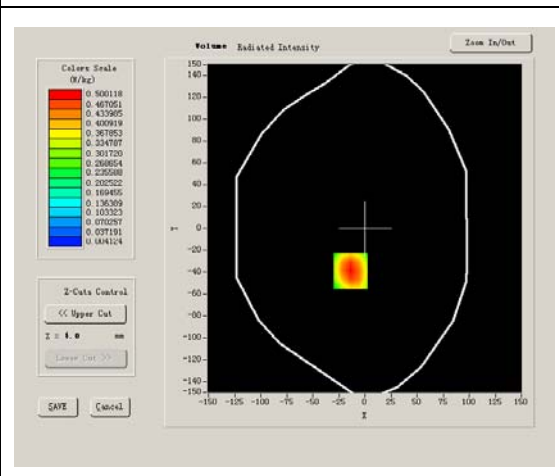 Volume Radiated Intensity
Zoom In/Out
Colors Scale
(W/kg)
0.500118
0.467051
0.433985
0.400919
0.367853
0.334787
0.301720
0.268654
0.235588
0.202522
0.169455
0.136389
0.103323
0.070257
0.037191
0.004124
150
120
100
80
60
40
20
0
-20
-40
-60
-80
-100
-120
-140
-150
Y
-150 -125 -100 -75 -50 -25 0 25 50 75 100 125 150
X
Z-Cuts Control
<< Upper Cut
Z = 4.0 mm
Lower Cut >>
SAVE Cancel